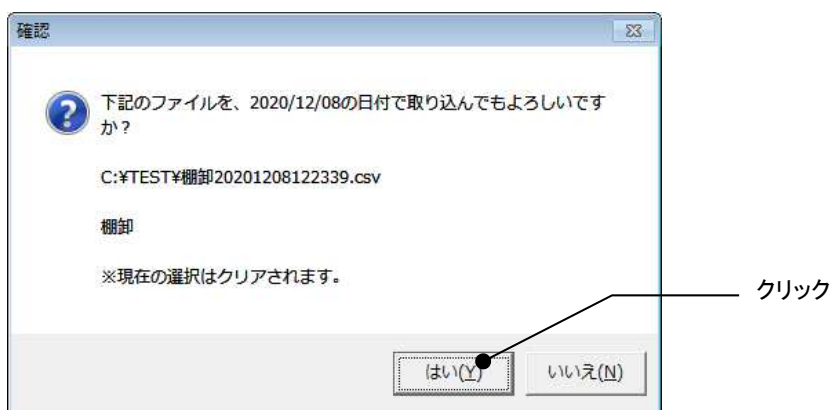 確認
下記のファイルを、2020/12/08の日付で取り込んでもよろしいです
か?
C:¥TEST¥棚卸20201208122339.csv
棚卸
※現在の選択はクリアされます。
クリック
はい(Y)
いいえ(N)